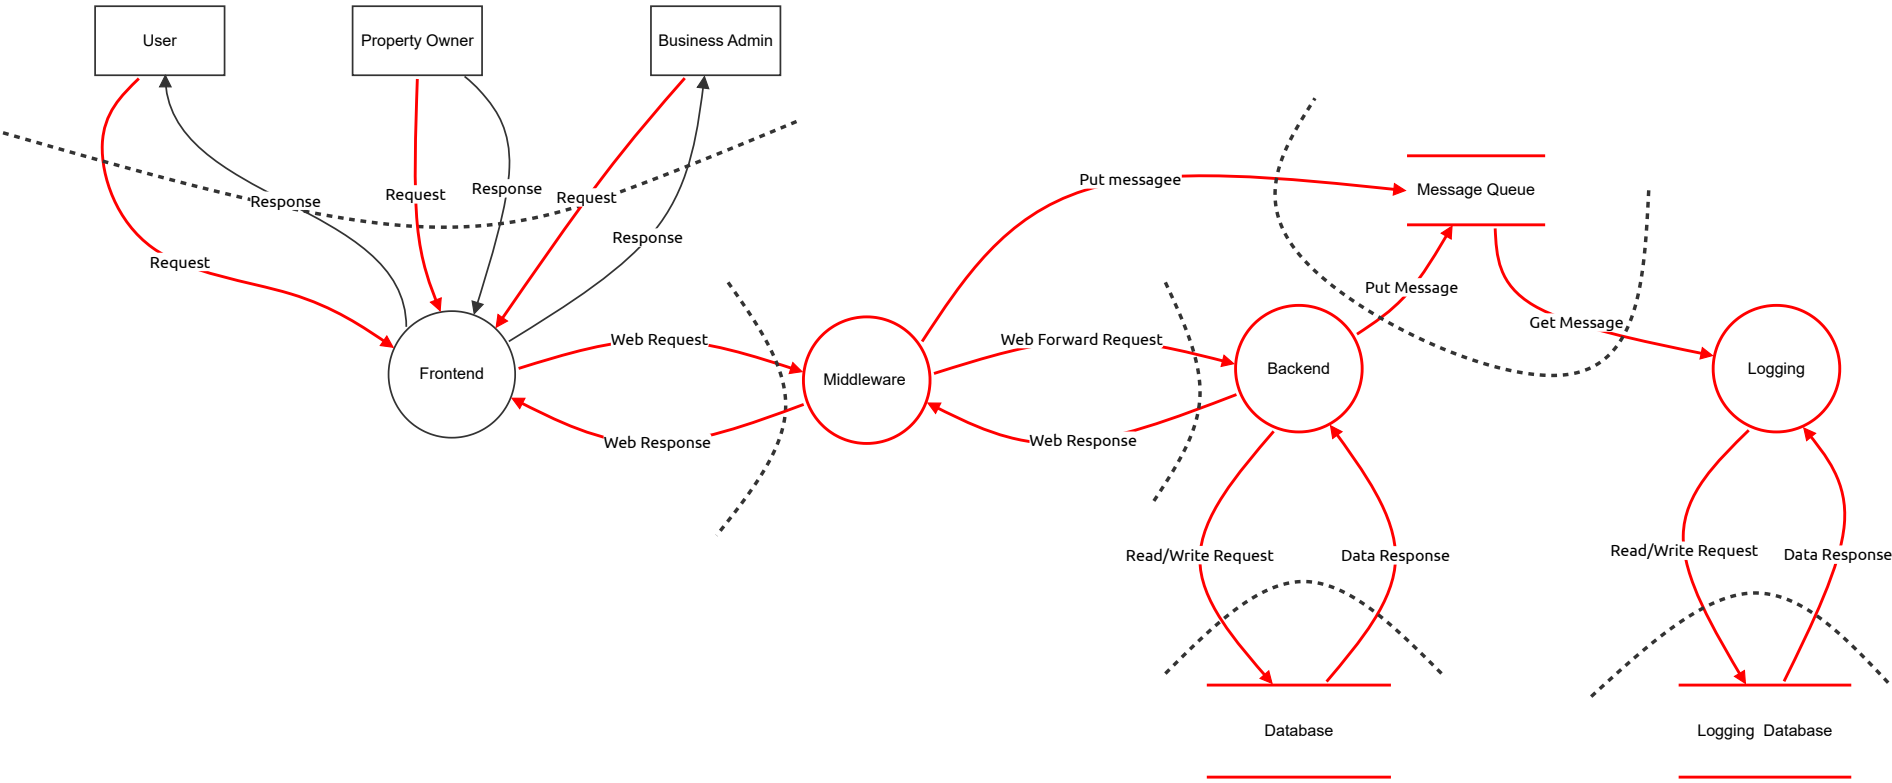 User
Property Owner
Business Admin
Put messagee
Message Queue
Request
Response
Request
Response
Response
Request
Put Message
Get Message
Web Request
Web Forward Request
Frontend
Middleware
Backend
Logging
Web Response
Web Response
Read/Write Request
Data Response
Read/Write Request
Data Response
Database
Logging Database